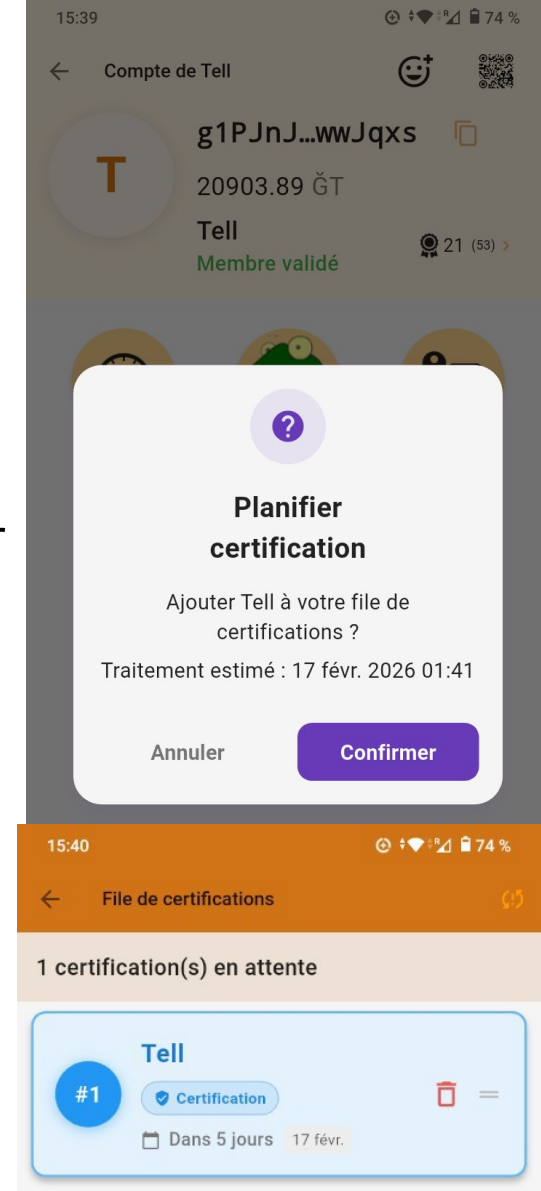 15:39
R
74 %
Compte de Tell
T
g1PJnJ…wwJqxs
20903.89 ĞT
Tell
21 (53) >
Membre validé
?
Planifier
certification
Ajouter Tell à votre file de
certifications ?
Traitement estimé : 17 févr. 2026 01:41
Annuler
Confirmer
15:40
R
74 %
File de certifications
1 certification(s) en attente
Tell
#1
Certification
Dans 5 jours
17 févr.